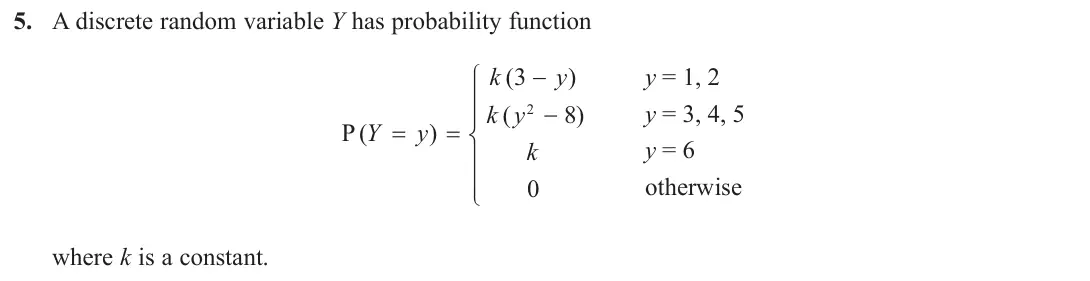 5. A discrete random variable Y has probability function
k(3 − y) y = 1, 2
k(y² − 8) y = 3, 4, 5
P(Y = y) =
k y = 6
0 otherwise
where k is a constant.